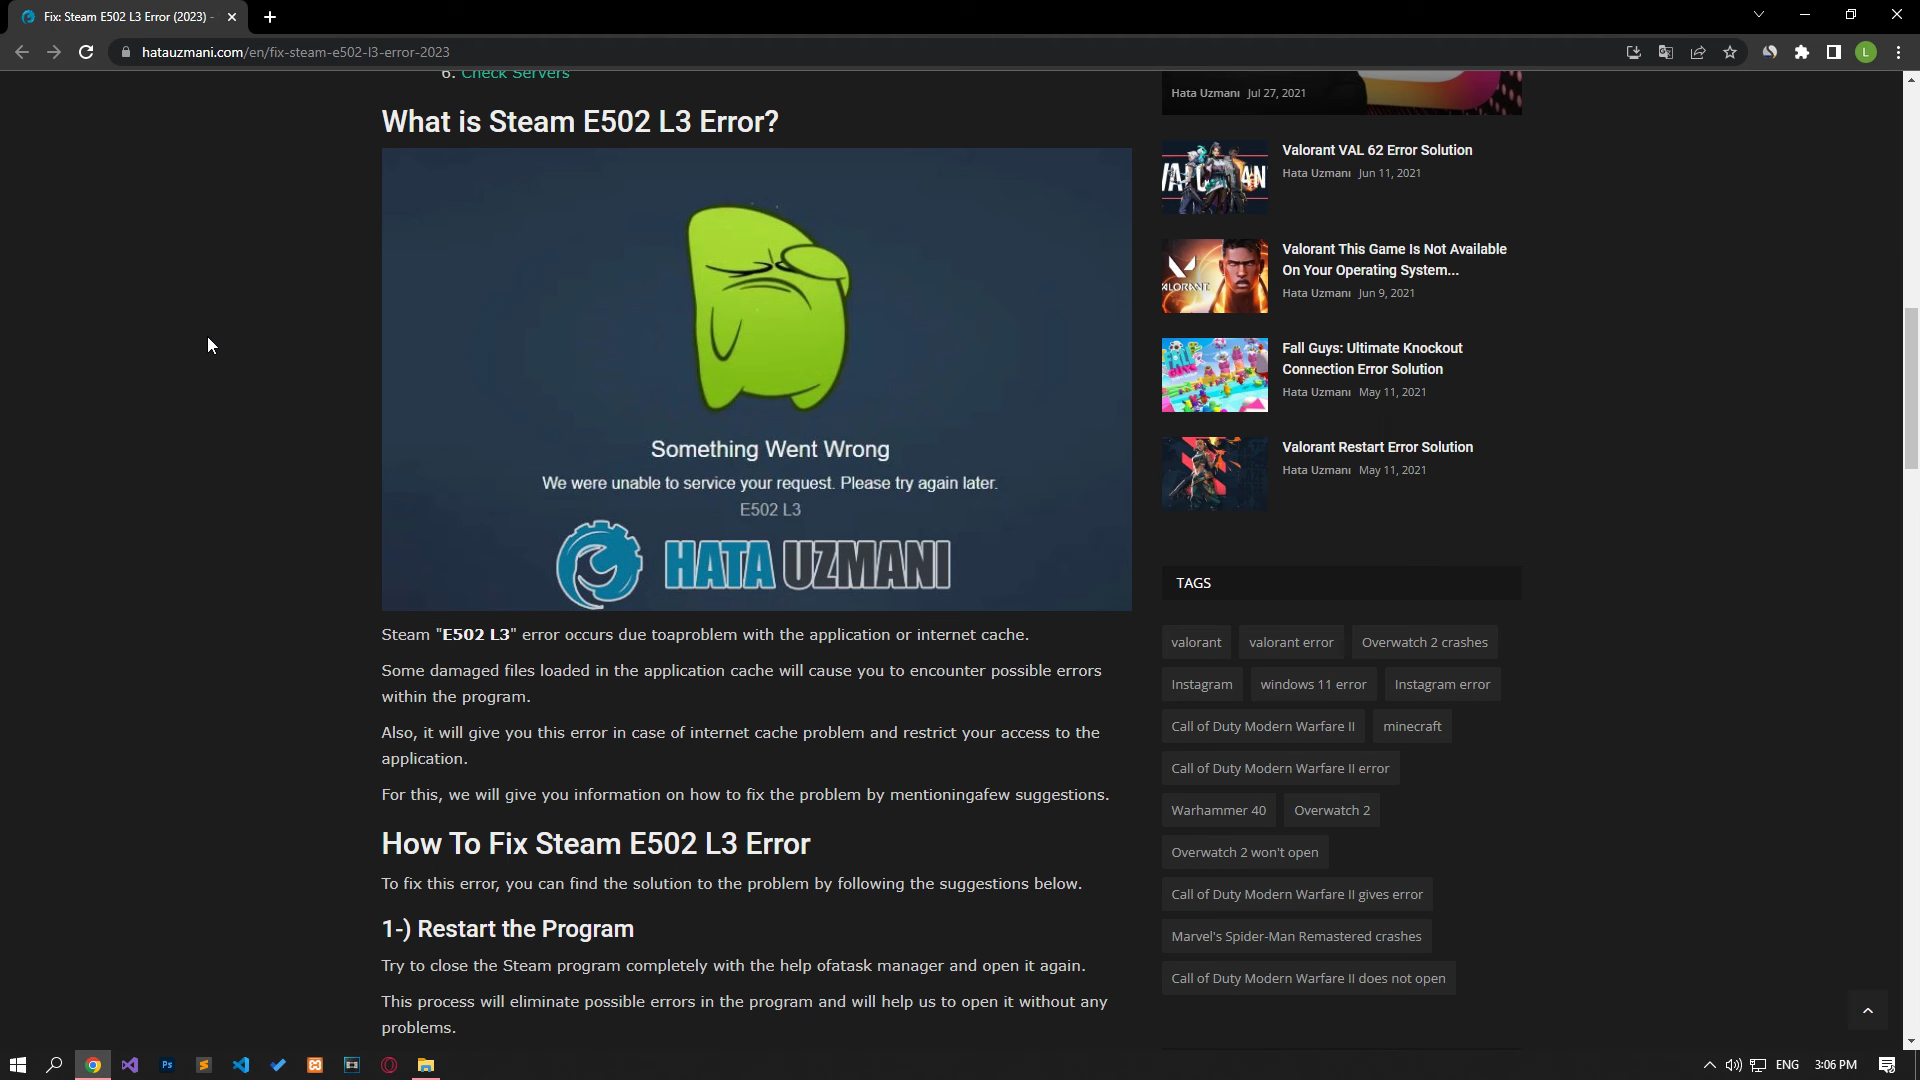 Fix: Steam E502 L3 Error (2023) -
hatauzmani.com/en/fix-steam-e502-l3-error-2023
L
6. Check Servers
What is Steam E502 L3 Error?
Something Went Wrong
We were unable to service your request. Please try again later.
E502 L3
HATA UZMANI
Steam "E502 L3" error occurs due toaproblem with the application or internet cache.
Some damaged files loaded in the application cache will cause you to encounter possible errors
within the program.
Also, it will give you this error in case of internet cache problem and restrict your access to the
application.
For this, we will give you information on how to fix the problem by mentioningafew suggestions.
How To Fix Steam E502 L3 Error
To fix this error, you can find the solution to the problem by following the suggestions below.
1-) Restart the Program
Try to close the Steam program completely with the help ofatask manager and open it again.
This process will eliminate possible errors in the program and will help us to open it without any
problems.
Hata Uzmanı Jul 27, 2021
Valorant VAL 62 Error Solution
Hata Uzmanı Jun 11, 2021
Valorant This Game Is Not Available
On Your Operating System...
Hata Uzmanı Jun 9, 2021
VALORANT
Fall Guys: Ultimate Knockout
Connection Error Solution
Hata Uzmanı May 11, 2021
FALL GUYS
Valorant Restart Error Solution
Hata Uzmanı May 11, 2021
TAGS
valorant valorant error Overwatch 2 crashes
Instagram windows 11 error Instagram error
Call of Duty Modern Warfare II minecraft
Call of Duty Modern Warfare II error
Warhammer 40 Overwatch 2
Overwatch 2 won't open
Call of Duty Modern Warfare II gives error
Marvel's Spider-Man Remastered crashes
Call of Duty Modern Warfare II does not open
Ps
ENG 3:06 PM